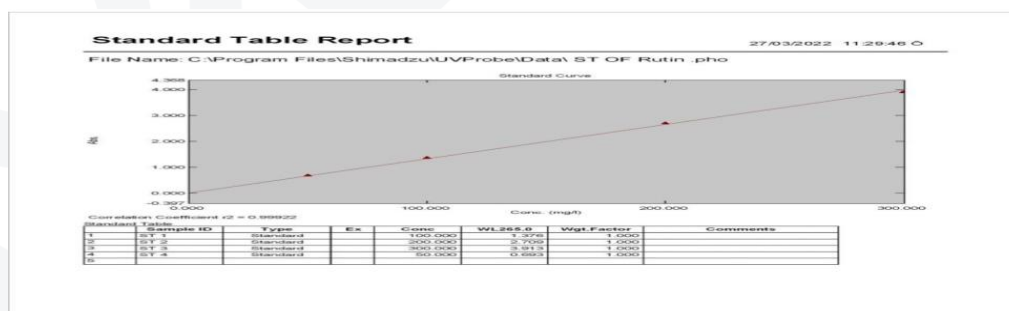 Standard Table Report
27/03/2022 11:29:46 Õ
File Name: C:\Program Files\Shimadzu\UVProbe\Data\ ST OF Rutin .pho
Standard Curve
4.368
4.000
3.000
2.000
1.000
0.000
-0.397
Abs.
0.000 100.000 200.000 300.000
Conc. (mg/l)
Correlation Coefficient r2 = 0.99922
Standard Table
Sample ID Type Ex Conc WL265.0 Wgt.Factor Comments
1 ST 1 Standard 100.000 1.376 1.000
2 ST 2 Standard 200.000 2.709 1.000
3 ST 3 Standard 300.000 3.913 1.000
4 ST 4 Standard 50.000 0.693 1.000
5